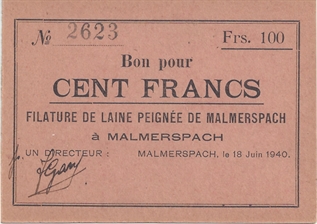 No 2623 Frs. 100
Bon pour
CENT FRANCS
FILATURE DE LAINE PEIGNÉE DE MALMERSPACH
à MALMERSPACH
UN DIRECTEUR : MALMERSPACH, le 18 Juin 1940.